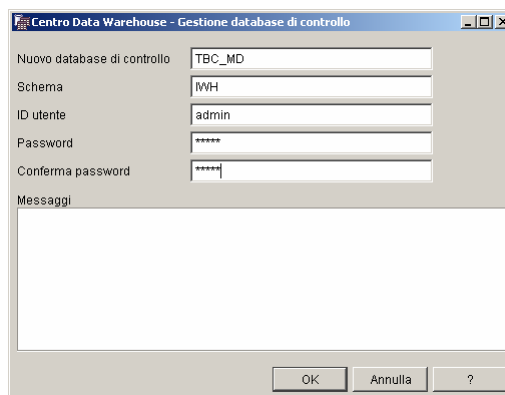 Centro Data Warehouse - Gestione database di controllo
Nuovo database di controllo TBC_MD
Schema IWH
ID utente admin
Password *****
Conferma password *****
Messaggi
OK Annulla ?